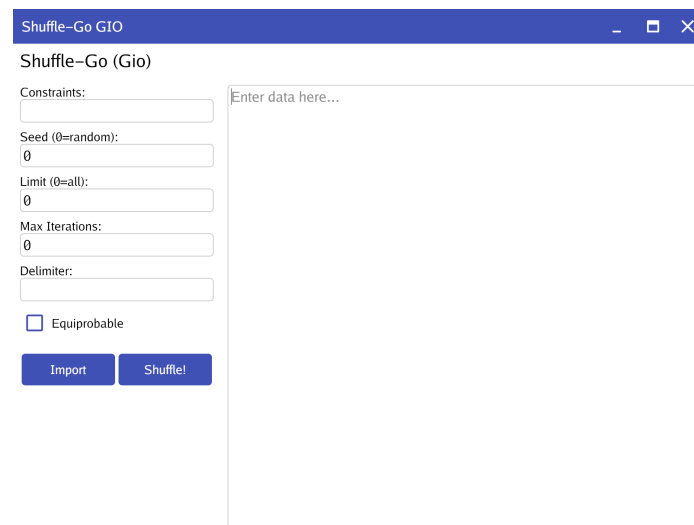 Shuffle-Go GIO
Shuffle-Go (Gio)
Constraints:
Enter data here...
Seed (0=random):
0
Limit (0=all):
0
Max Iterations:
0
Delimiter:
Equiprobable
Import
Shuffle!